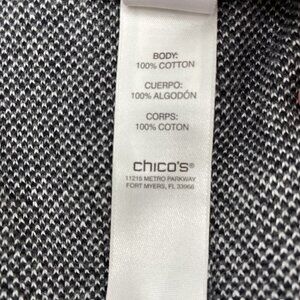 BODY:
100% COTTON
CUERPO:
100% ALGODÓN
CORPS:
100% COTON
chico's®
11215 METRO PARKWAY
FORT MYERS, FL 33966